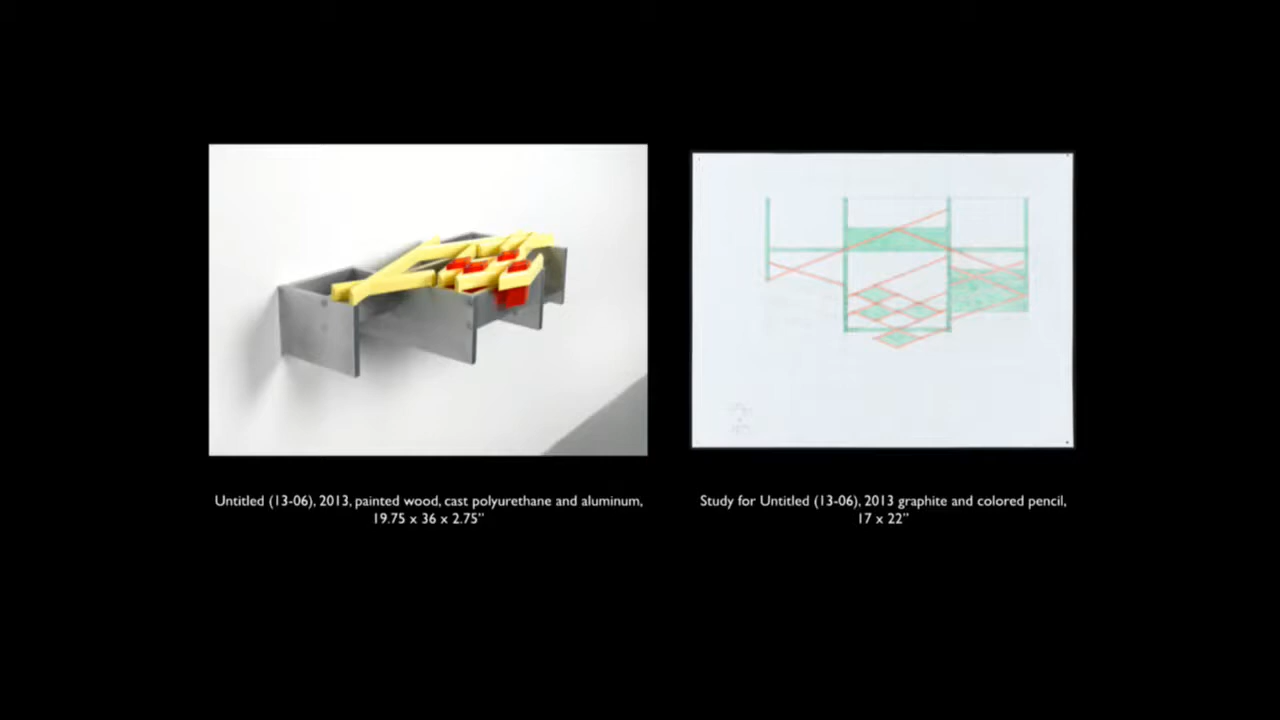 Untitled (13-06), 2013, painted wood, cast polyurethane and aluminum,
19.75 x 36 x 2.75"
Study for Untitled (13-06), 2013 graphite and colored pencil,
17 x 22"